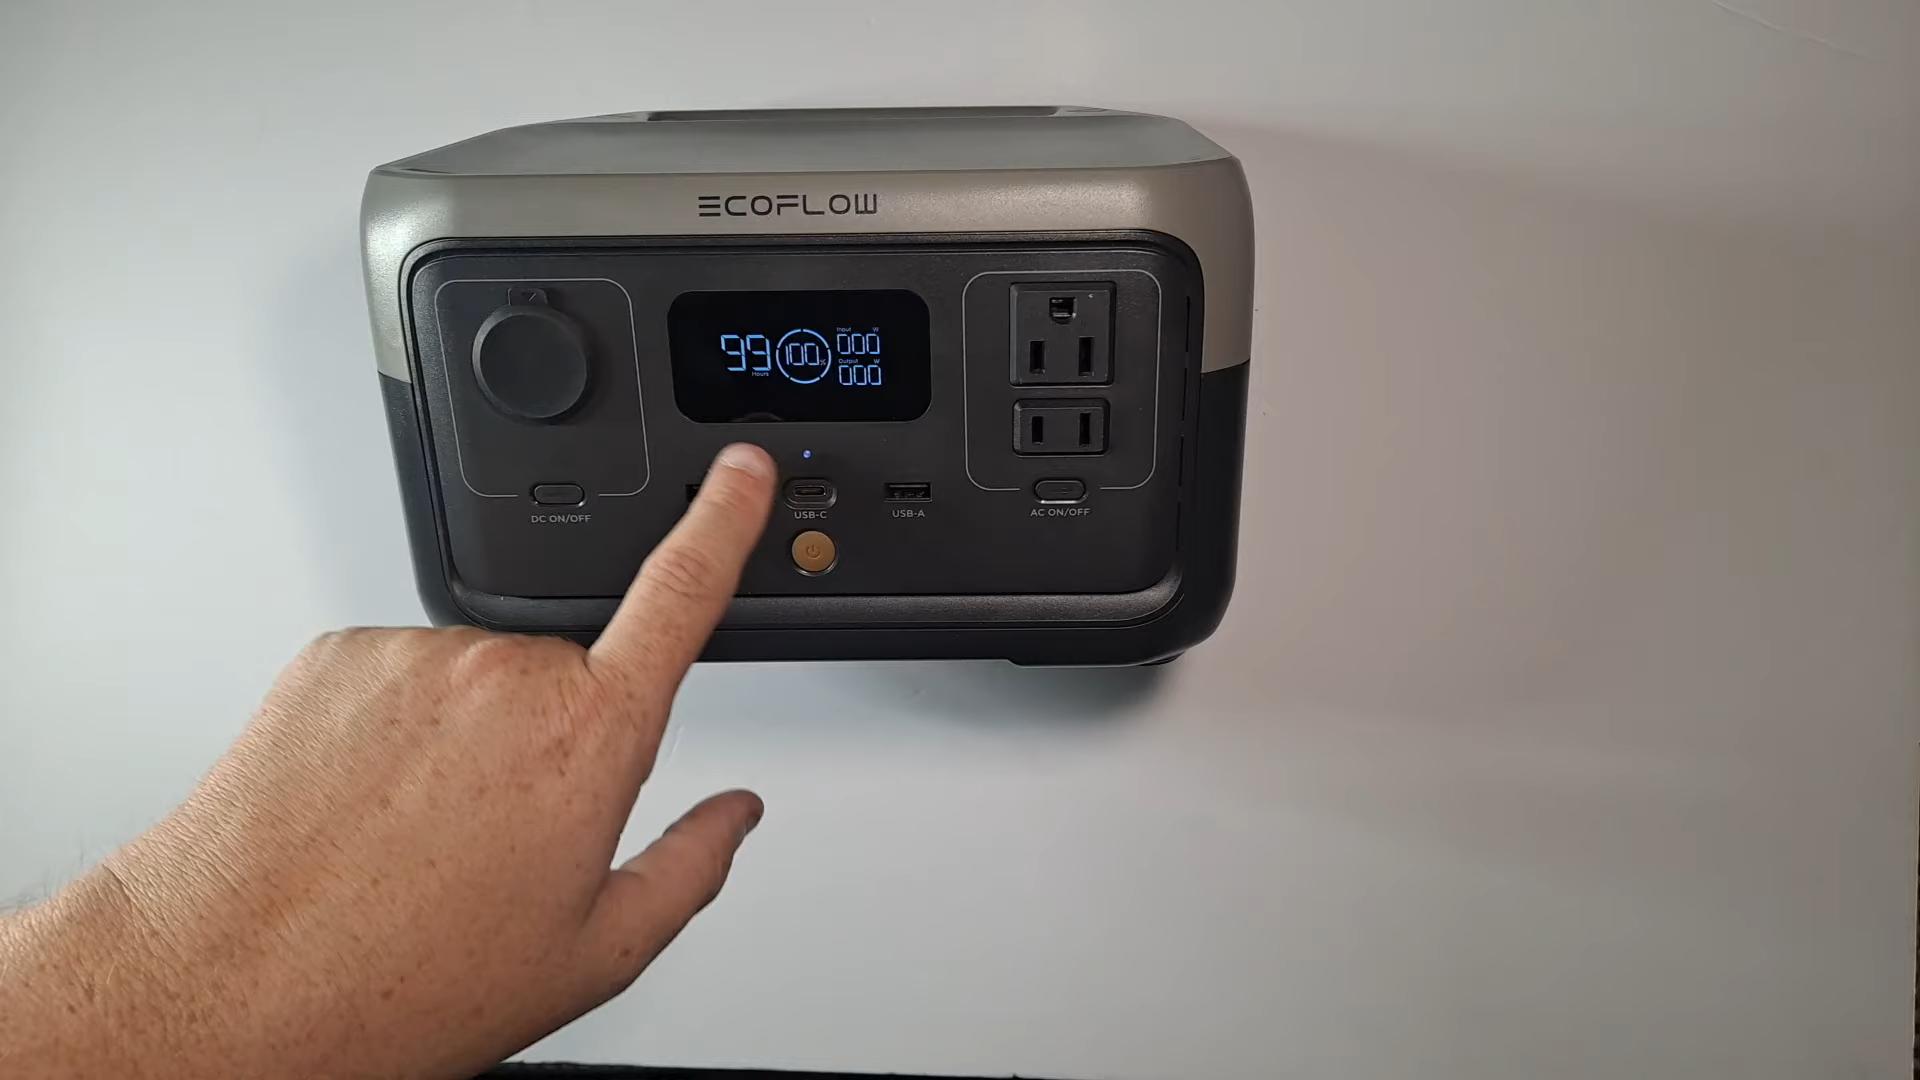 ECOFLOW
99
Hours
100%
Input W
000
Output W
000
DC ON/OFF
USB-C
USB-A
AC ON/OFF